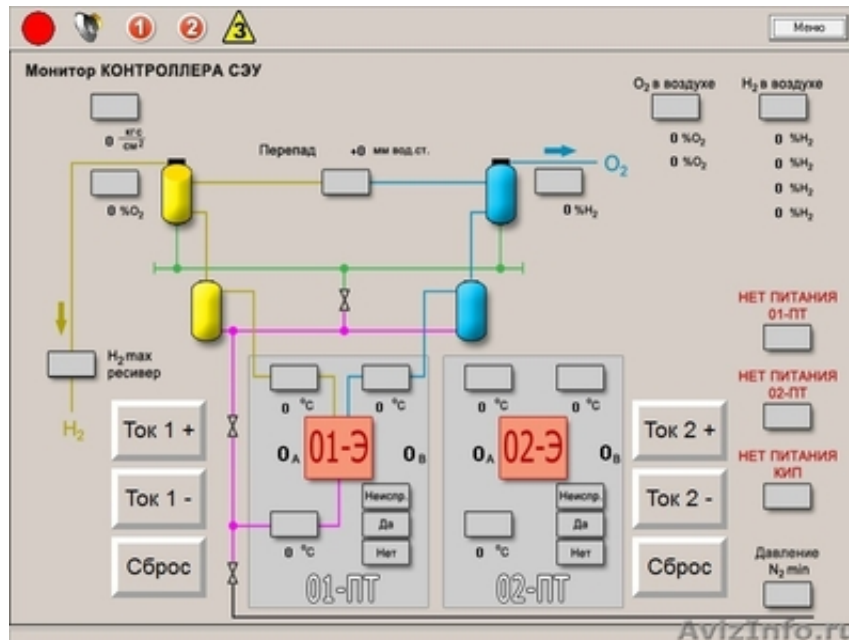 1
2
3
Меню
Монитор КОНТРОЛЛЕРА СЭУ
O₂ в воздухе
H₂ в воздухе
0 кгс/см²
Перепад
+0 мм вод.ст.
0 %O₂
0 %H₂
0 %O₂
0 %H₂
O₂
0 %H₂
0 %O₂
0 %H₂
0 %H₂
НЕТ ПИТАНИЯ
01-ПТ
H₂max
ресивер
НЕТ ПИТАНИЯ
02-ПТ
0 °C
0 °C
0 °C
0 °C
H₂
Ток 1 +
0 А
01-Э
0 В
0 А
02-Э
0 В
Ток 2 +
НЕТ ПИТАНИЯ
КИП
Ток 1 -
Неиспр.
Да
Нет
0 °C
Неиспр.
Да
Нет
0 °C
Ток 2 -
Сброс
Сброс
Давление
N₂ min
01-ПТ
02-ПТ
AvizInfo.ru